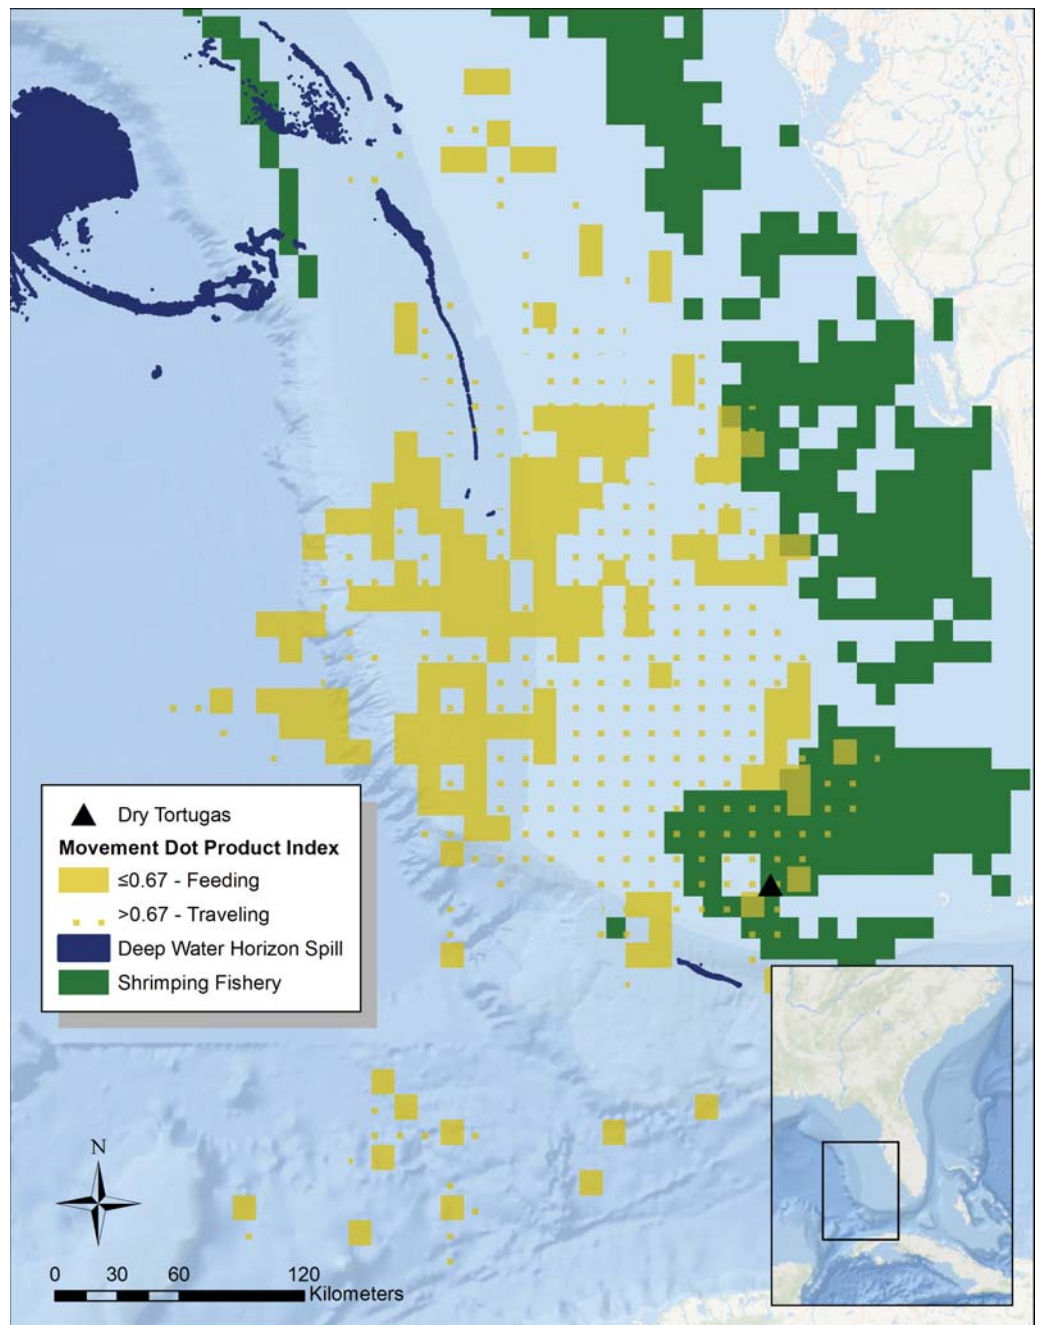 Dry Tortugas
Movement Dot Product Index
≤0.67 - Feeding
>0.67 - Traveling
Deep Water Horizon Spill
Shrimping Fishery
N
0 30 60 120
Kilometers